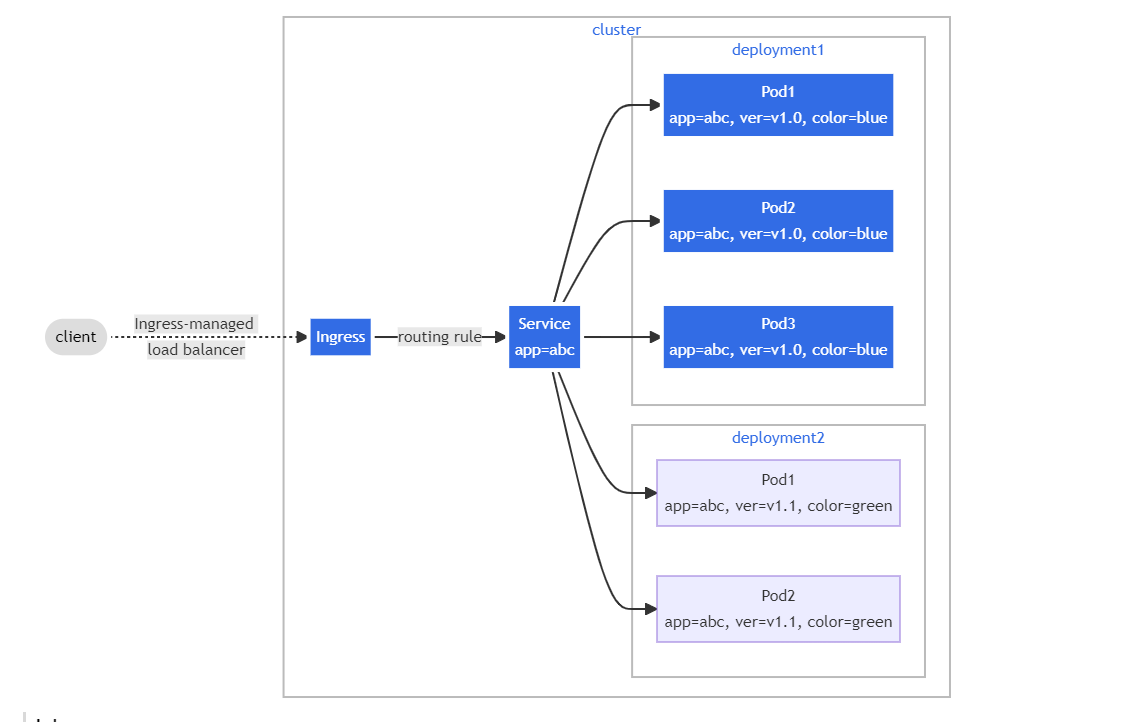 cluster
deployment1
Pod1
app=abc, ver=v1.0, color=blue
Pod2
app=abc, ver=v1.0, color=blue
client
Ingress-managed
load balancer
Ingress
routing rule
Service
app=abc
Pod3
app=abc, ver=v1.0, color=blue
deployment2
Pod1
app=abc, ver=v1.1, color=green
Pod2
app=abc, ver=v1.1, color=green